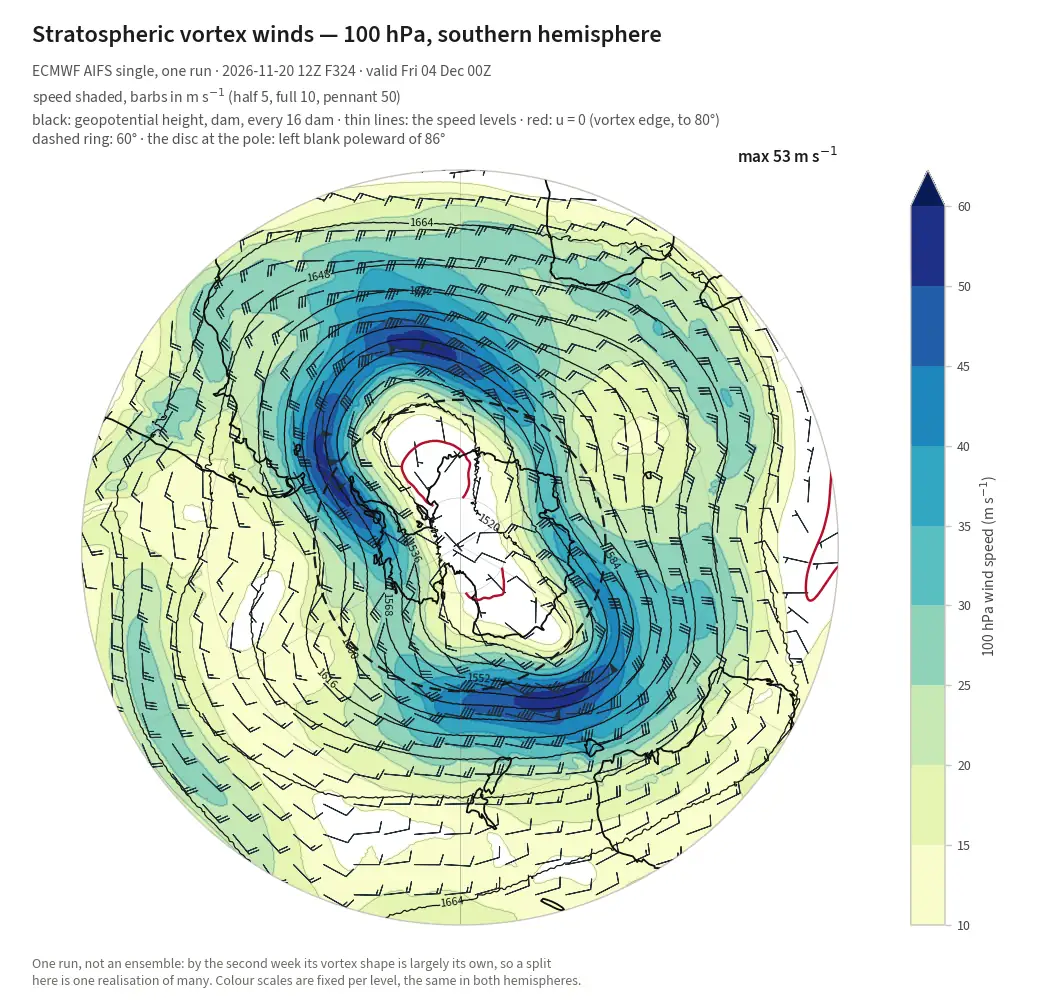 Stratospheric vortex winds — 100 hPa, southern hemisphere
ECMWF AIFS single, one run · 2026-11-20 12Z F324 · valid Fri 04 Dec 00Z
speed shaded, barbs in m s⁻¹ (half 5, full 10, pennant 50)
black: geopotential height, dam, every 16 dam · thin lines: the speed levels · red: u = 0 (vortex edge, to 80°)
dashed ring: 60° · the disc at the pole: left blank poleward of 86°
max 53 m s⁻¹
60
50
45
40
35
30
25
20
15
10
100 hPa wind speed (m s⁻¹)
1664
1648
1520
1536
1568
1552
1616
1664
One run, not an ensemble: by the second week its vortex shape is largely its own, so a split
here is one realisation of many. Colour scales are fixed per level, the same in both hemispheres.